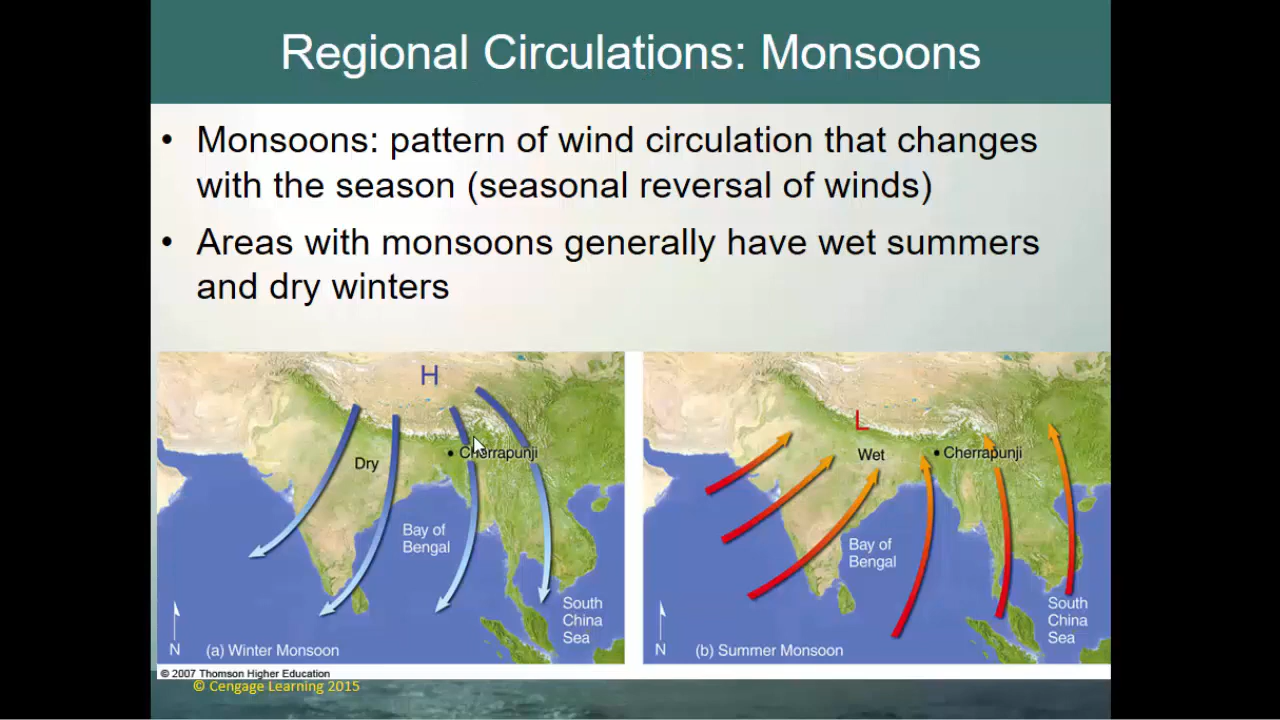 Regional Circulations: Monsoons
• Monsoons: pattern of wind circulation that changes
with the season (seasonal reversal of winds)
• Areas with monsoons generally have wet summers
and dry winters
H
Dry
Cherrapunji
Bay of
Bengal
South
China
Sea
N
(a) Winter Monsoon
L
Wet
Cherrapunji
Bay of
Bengal
South
China
Sea
N
(b) Summer Monsoon
© 2007 Thomson Higher Education
© Cengage Learning 2015